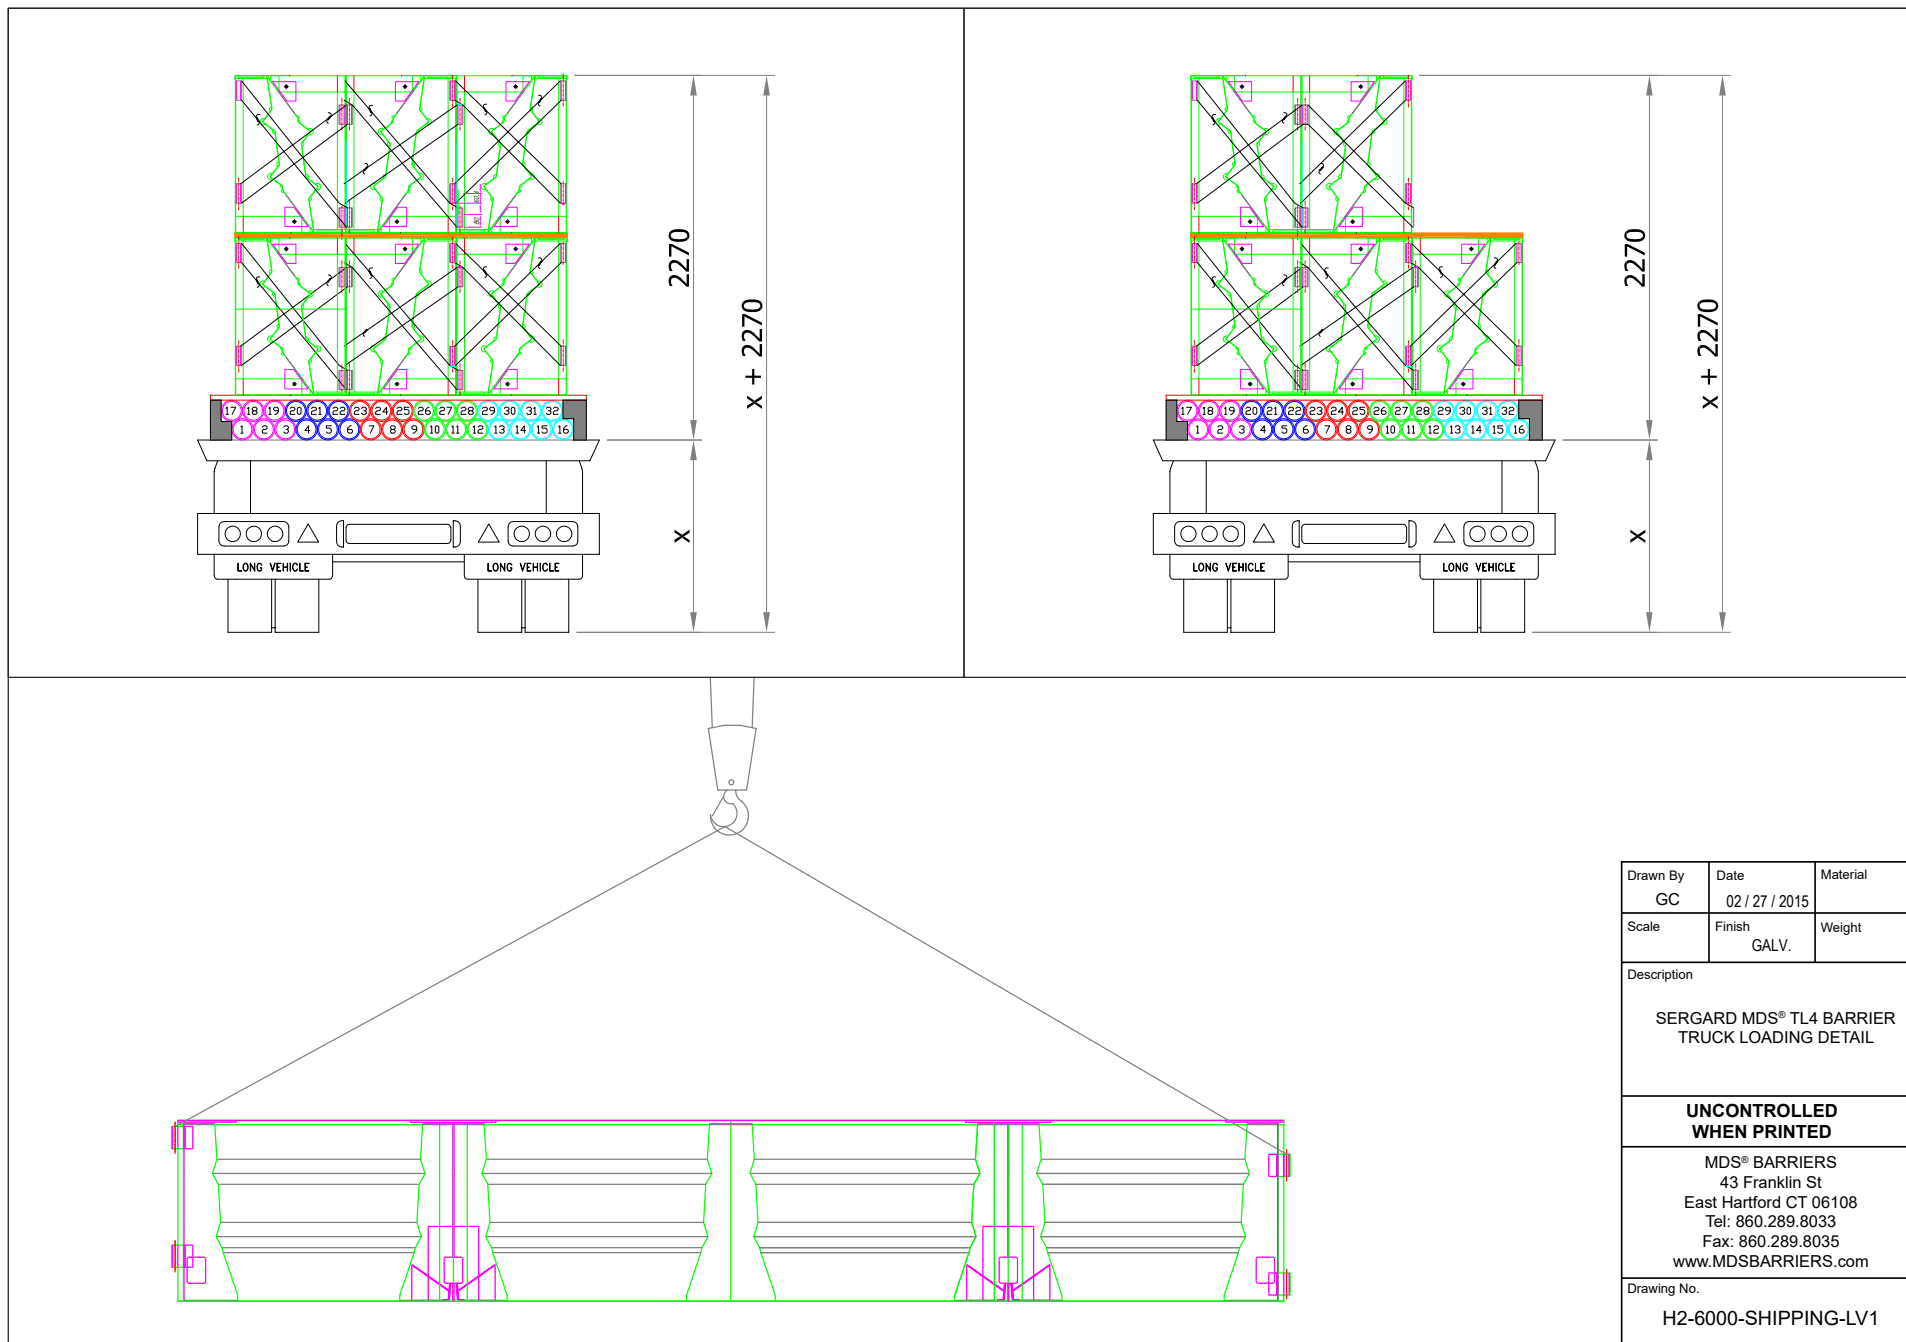 2270
x + 2270
x
17 18 19 20 21 22 23 24 25 26 27 28 29 30 31 32
1 2 3 4 5 6 7 8 9 10 11 12 13 14 15 16
LONG VEHICLE LONG VEHICLE
2270
x + 2270
x
17 18 19 20 21 22 23 24 25 26 27 28 29 30 31 32
1 2 3 4 5 6 7 8 9 10 11 12 13 14 15 16
LONG VEHICLE LONG VEHICLE
Drawn By Date Material
GC 02 / 27 / 2015
Scale Finish Weight
GALV.
Description
SERGARD MDS® TL4 BARRIER
TRUCK LOADING DETAIL
UNCONTROLLED
WHEN PRINTED
MDS® BARRIERS
43 Franklin St
East Hartford CT 06108
Tel: 860.289.8033
Fax: 860.289.8035
www.MDSBARRIERS.com
Drawing No.
H2-6000-SHIPPING-LV1